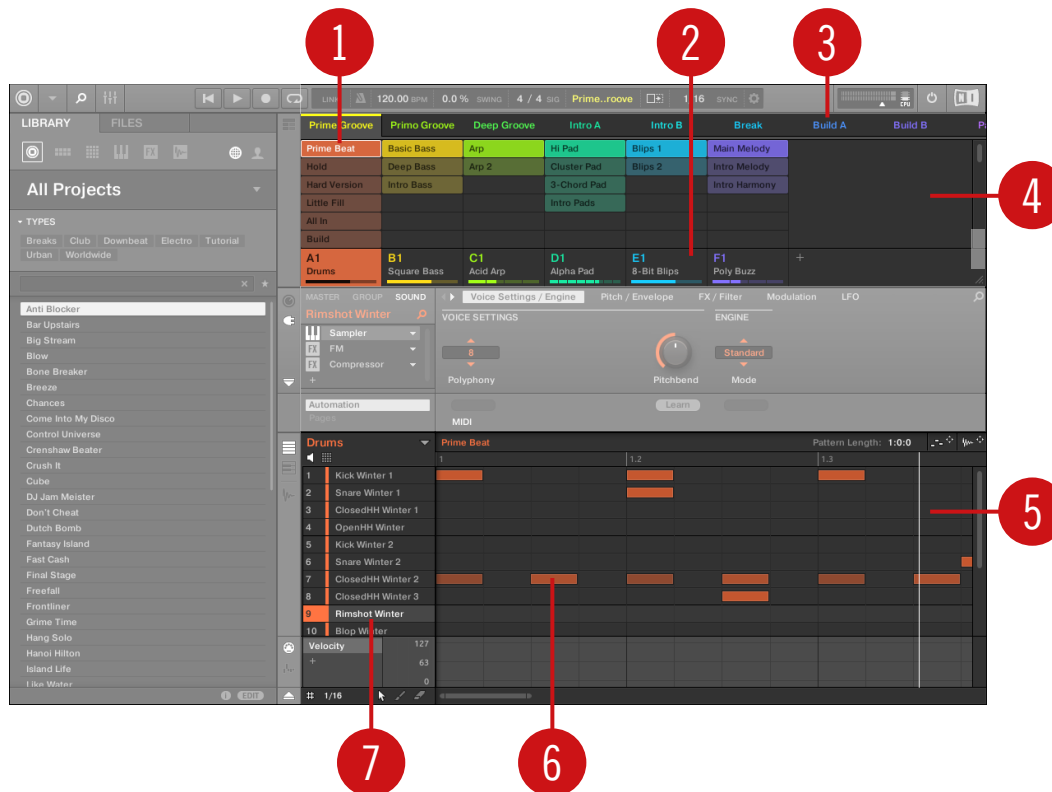 1
2
3
LINK 120.00 BPM 0.0 % SWING 4 / 4 SIG Prime..roove 1/16 SYNC CPU
LIBRARY FILES
All Projects
TYPES
Breaks Club Downbeat Electro Tutorial
Urban Worldwide
Anti Blocker
Bar Upstairs
Big Stream
Blow
Bone Breaker
Breeze
Chances
Come Into My Disco
Control Universe
Crenshaw Beater
Crush It
Cube
DJ Jam Meister
Don't Cheat
Dutch Bomb
Fantasy Island
Fast Cash
Final Stage
Freefall
Frontliner
Grime Time
Hang Solo
Hanoi Hilton
Island Life
Like Water
EDIT
Prime Groove Primo Groove Deep Groove Intro A Intro B Break Build A Build B
Prime Beat Basic Bass Arp Hi Pad Blips 1 Main Melody
Hold Deep Bass Arp 2 Cluster Pad Blips 2 Intro Melody
Hard Version Intro Bass 3-Chord Pad Intro Harmony
Little Fill Intro Pads
All In
Build
A1 B1 C1 D1 E1 F1 +
Drums Square Bass Acid Arp Alpha Pad 8-Bit Blips Poly Buzz
4
MASTER GROUP SOUND Voice Settings / Engine Pitch / Envelope FX / Filter Modulation LFO
Rimshot Winter VOICE SETTINGS ENGINE
Sampler
FX FM 8 Standard
FX Compressor
+ Polyphony Pitchbend Mode
Automation Learn
Pages MIDI
Drums Prime Beat Pattern Length: 1:0:0
1 1.2 1.3
1 Kick Winter 1
2 Snare Winter 1
3 ClosedHH Winter 1
4 OpenHH Winter
5 Kick Winter 2
6 Snare Winter 2
7 ClosedHH Winter 2
8 ClosedHH Winter 3
9 Rimshot Winter
10 Blop Winter
5
Velocity 127
+ 63
0
1/16
7
6